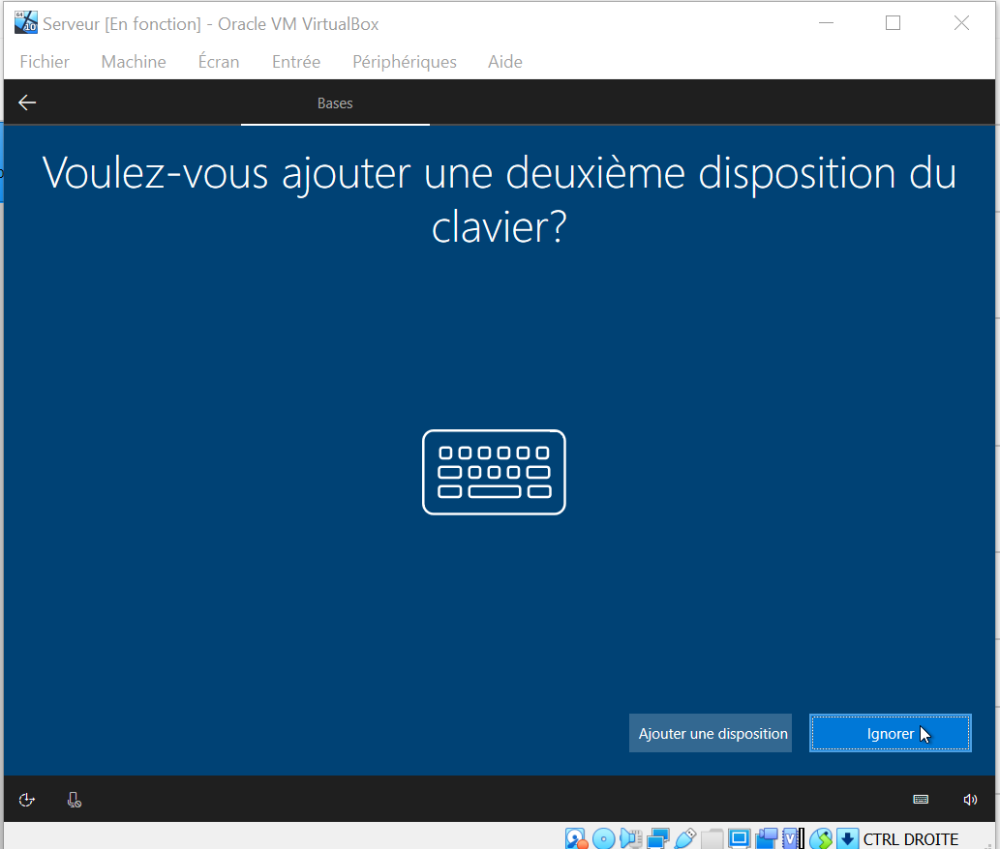 Serveur [En fonction] - Oracle VM VirtualBox
Fichier Machine Écran Entrée Périphériques Aide
Bases
Voulez-vous ajouter une deuxième disposition du
clavier?
Ajouter une disposition Ignorer
CTRL DROITE